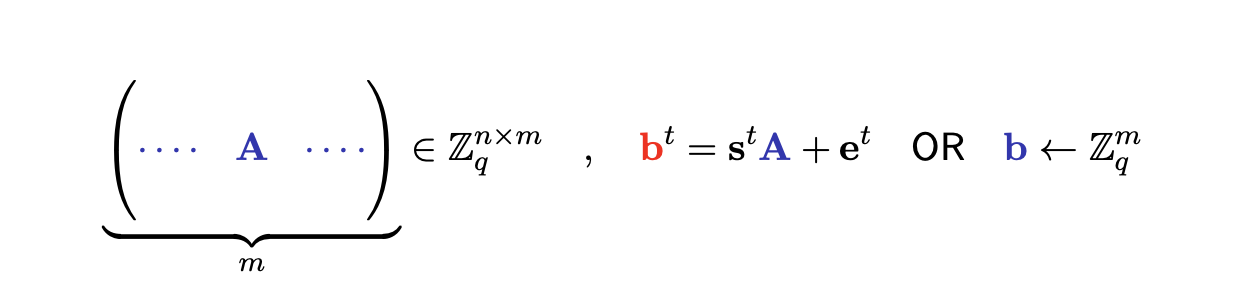 ( · · · · A · · · · ) ∈ ℤ_q^{n×m} , b^t = s^t A + e^t OR b ← ℤ_q^m
m